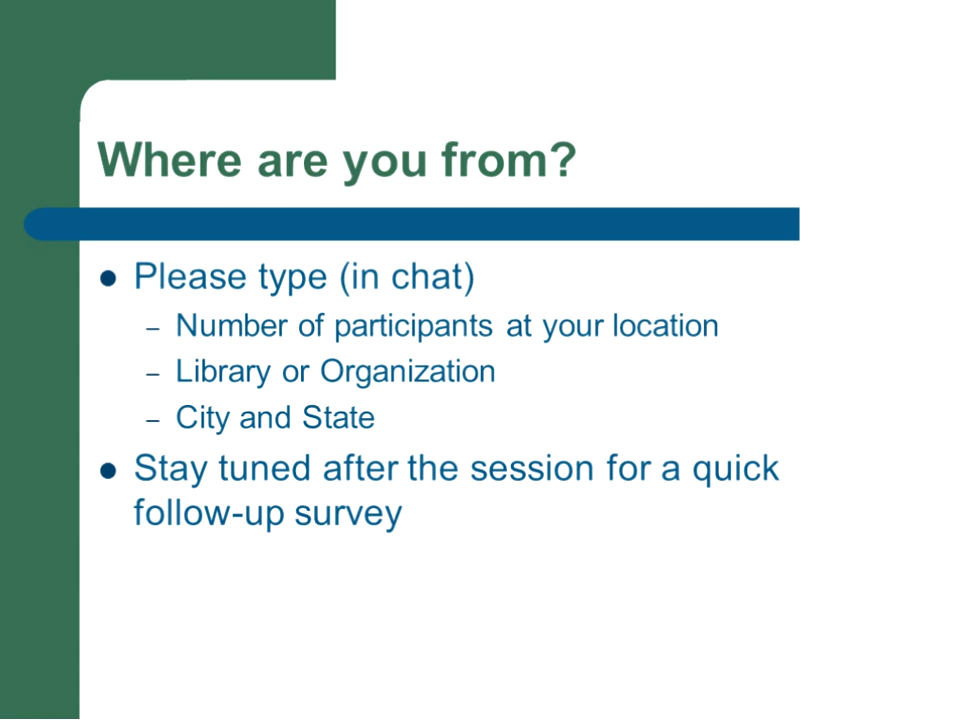 Where are you from?
● Please type (in chat)
– Number of participants at your location
– Library or Organization
– City and State
● Stay tuned after the session for a quick
follow-up survey